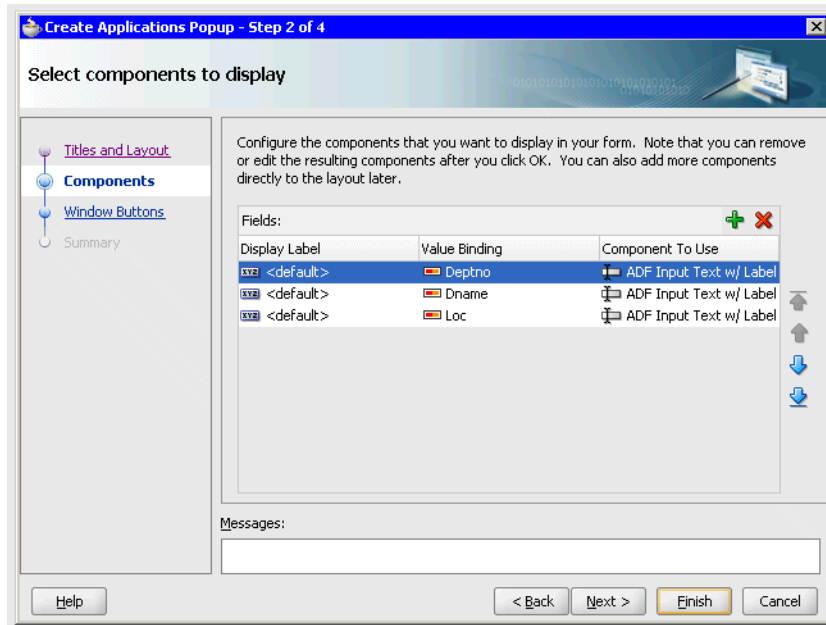 Create Applications Popup - Step 2 of 4
Select components to display
Titles and Layout
Components
Window Buttons
Summary
Configure the components that you want to display in your form. Note that you can remove
or edit the resulting components after you click OK. You can also add more components
directly to the layout later.
Fields:
Display Label Value Binding Component To Use
<default> Deptno ADF Input Text w/ Label
<default> Dname ADF Input Text w/ Label
<default> Loc ADF Input Text w/ Label
Messages:
Help < Back Next > Finish Cancel